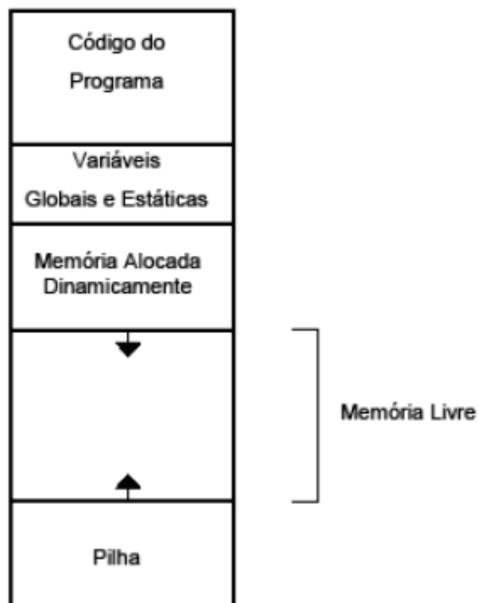 Código do
Programa
Variáveis
Globais e Estáticas
Memória Alocada
Dinamicamente
Memória Livre
Pilha